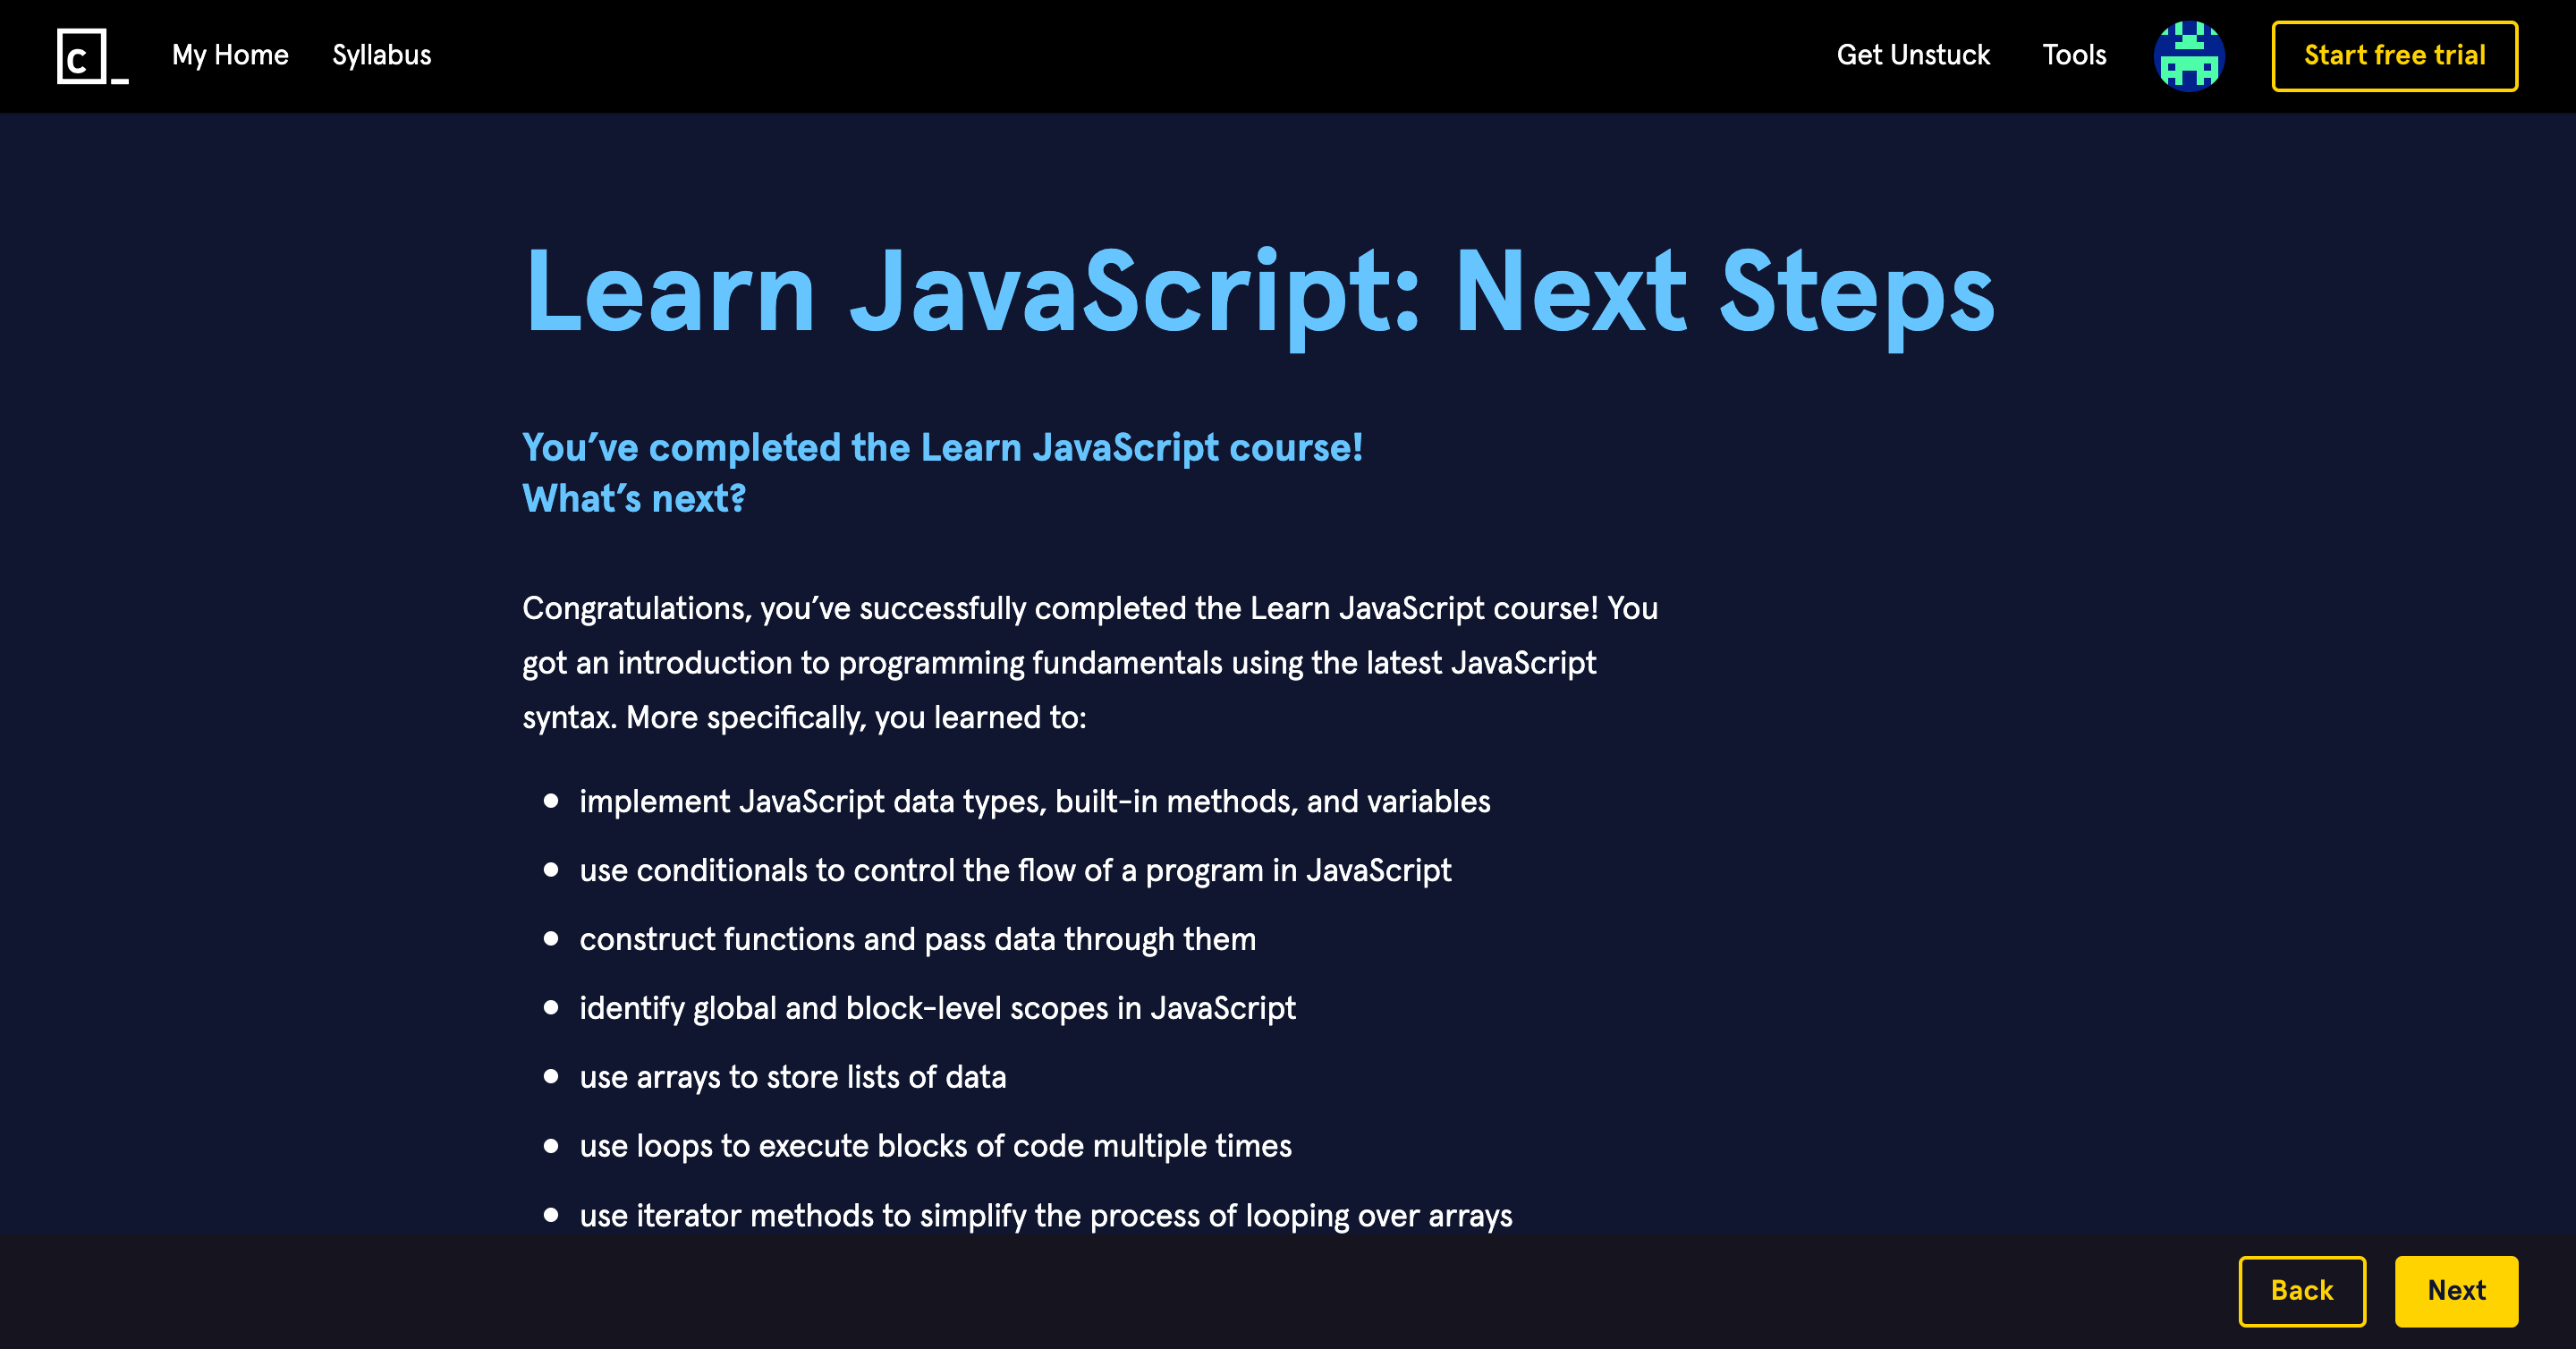 c_
My Home
Syllabus
Get Unstuck
Tools
Start free trial
Learn JavaScript: Next Steps
You’ve completed the Learn JavaScript course!
What’s next?
Congratulations, you’ve successfully completed the Learn JavaScript course! You
got an introduction to programming fundamentals using the latest JavaScript
syntax. More specifically, you learned to:
• implement JavaScript data types, built-in methods, and variables
• use conditionals to control the flow of a program in JavaScript
• construct functions and pass data through them
• identify global and block-level scopes in JavaScript
• use arrays to store lists of data
• use loops to execute blocks of code multiple times
• use iterator methods to simplify the process of looping over arrays
Back
Next